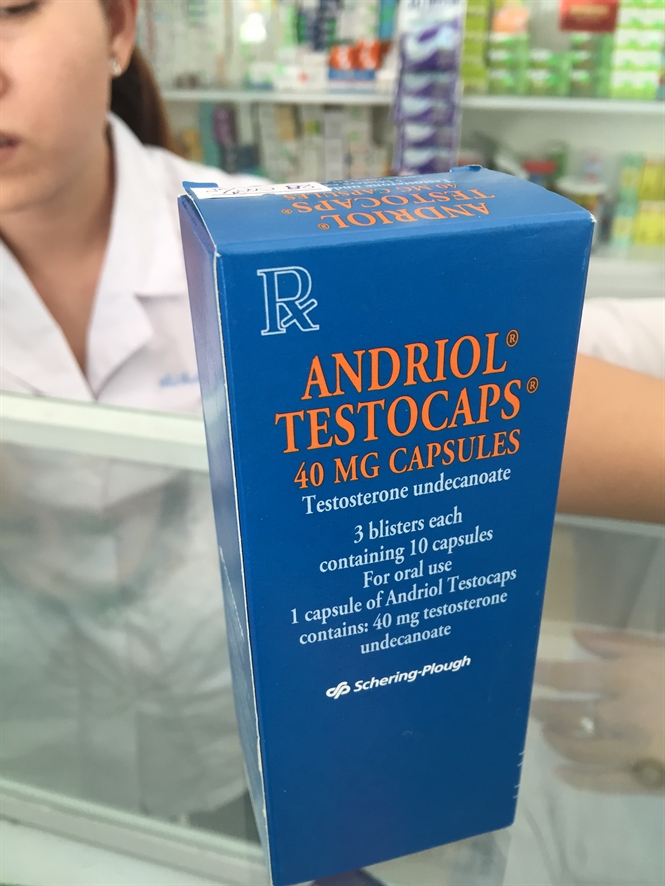 ANDRIOL®
TESTOCAPS®
40 MG CAPSULES
Rx
ANDRIOL®
TESTOCAPS®
40 MG CAPSULES
Testosterone undecanoate
3 blisters each
containing 10 capsules
For oral use
1 capsule of Andriol Testocaps
contains: 40 mg testosterone
undecanoate
Schering-Plough